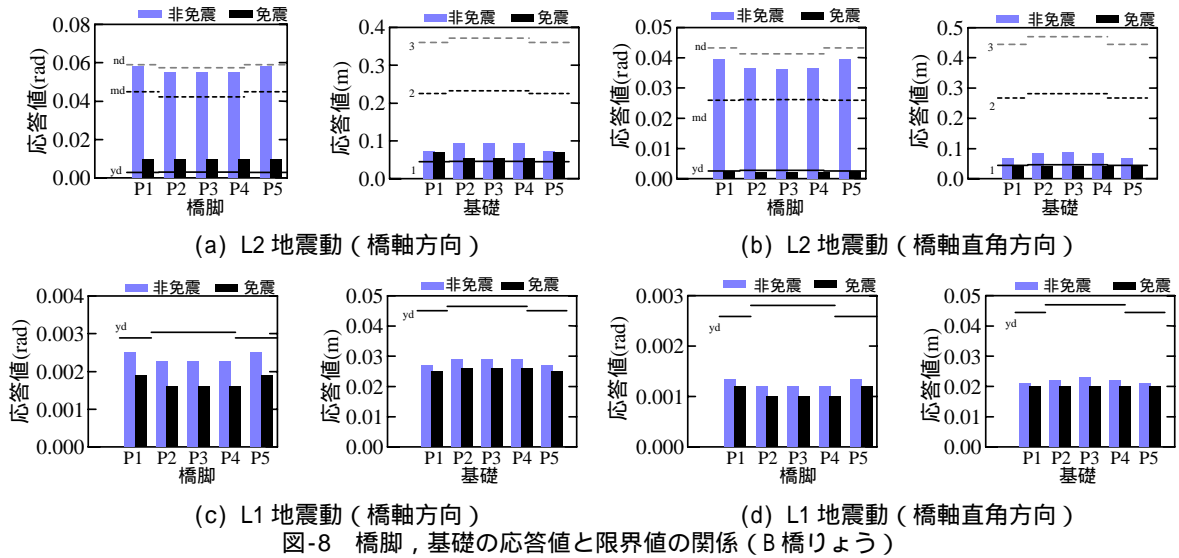 非免震 免震
0.08
0.06
0.04
0.02
0.00
応答値(rad)
nd
md
yd
P1 P2 P3 P4 P5
橋脚
非免震 免震
0.4
0.3
0.2
0.1
0.0
応答値(m)
3
2
1
P1 P2 P3 P4 P5
基礎
(a) L2 地震動(橋軸方向)
非免震 免震
0.05
0.04
0.03
0.02
0.01
0.00
応答値(rad)
nd
md
yd
P1 P2 P3 P4 P5
橋脚
非免震 免震
0.5
0.4
0.3
0.2
0.1
0.0
応答値(m)
3
2
1
P1 P2 P3 P4 P5
基礎
(b) L2 地震動(橋軸直角方向)
非免震 免震
0.004
0.003
0.002
0.001
0.000
応答値(rad)
yd
P1 P2 P3 P4 P5
橋脚
非免震 免震
0.05
0.04
0.03
0.02
0.01
0.00
応答値(m)
yd
P1 P2 P3 P4 P5
基礎
(c) L1 地震動(橋軸方向)
非免震 免震
0.003
0.002
0.001
0.000
応答値(rad)
yd
P1 P2 P3 P4 P5
橋脚
非免震 免震
0.05
0.04
0.03
0.02
0.01
0.00
応答値(m)
yd
P1 P2 P3 P4 P5
基礎
(d) L1 地震動(橋軸直角方向)
図-8 橋脚,基礎の応答値と限界値の関係(B 橋りょう)